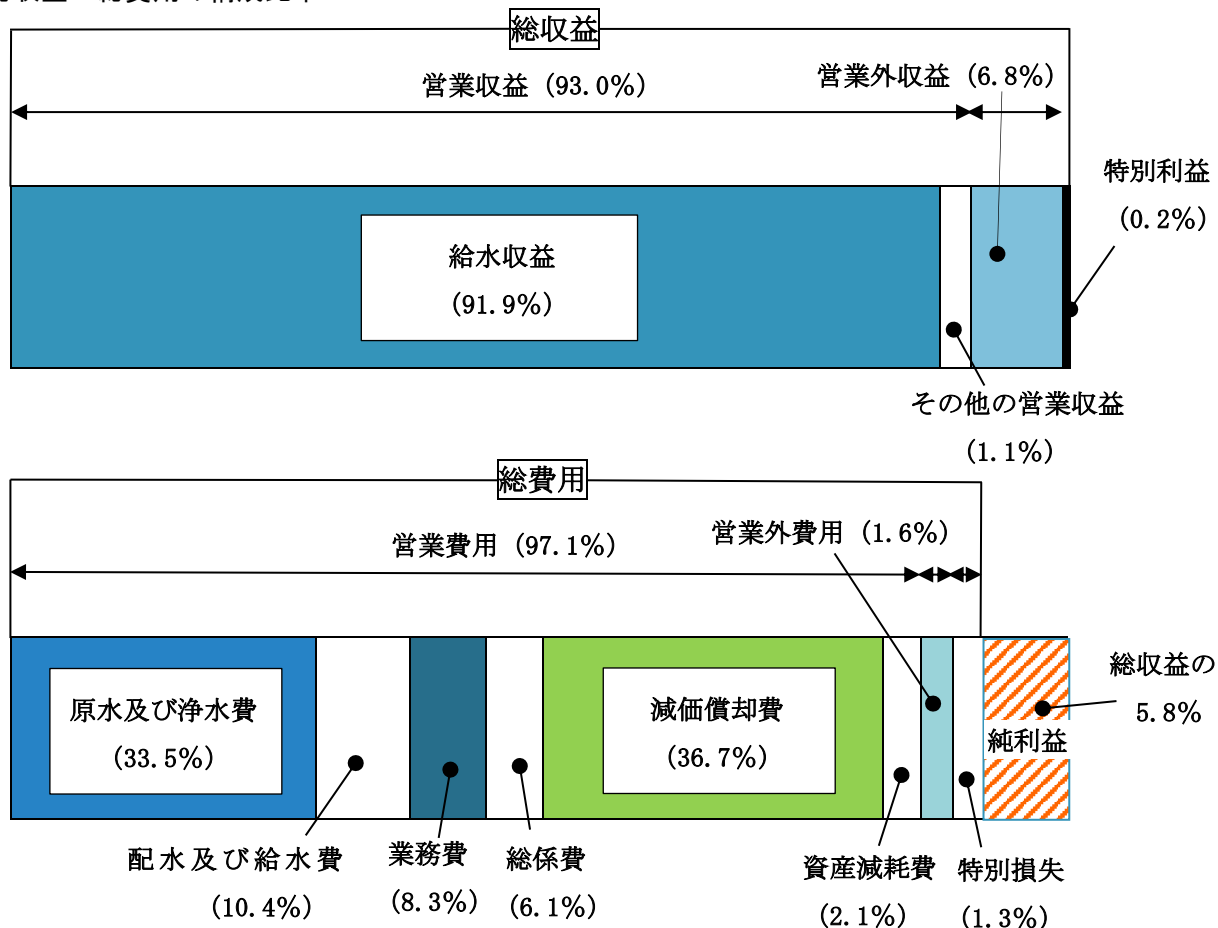 総収益
営業収益 (93.0%)
営業外収益 (6.8%)
特別利益
(0.2%)
給水収益
(91.9%)
その他の営業収益
(1.1%)
総費用
営業費用 (97.1%)
営業外費用 (1.6%)
原水及び浄水費
(33.5%)
減価償却費
(36.7%)
総収益の
5.8%
純利益
配水及び給水費
(10.4%)
業務費
(8.3%)
総係費
(6.1%)
資産減耗費
(2.1%)
特別損失
(1.3%)